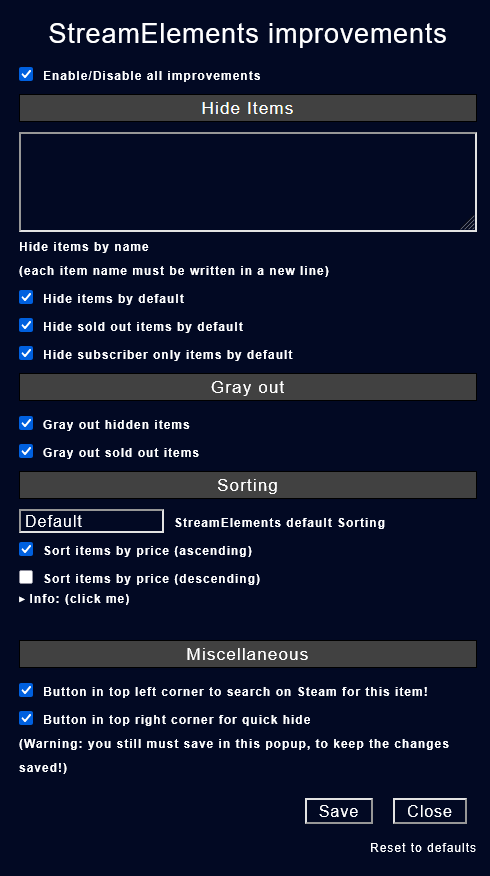 StreamElements improvements
Enable/Disable all improvements
Hide Items
Hide items by name
(each item name must be written in a new line)
Hide items by default
Hide sold out items by default
Hide subscriber only items by default
Gray out
Gray out hidden items
Gray out sold out items
Sorting
Default StreamElements default Sorting
Sort items by price (ascending)
Sort items by price (descending)
▸ Info: (click me)
Miscellaneous
Button in top left corner to search on Steam for this item!
Button in top right corner for quick hide
(Warning: you still must save in this popup, to keep the changes
saved!)
Save Close
Reset to defaults